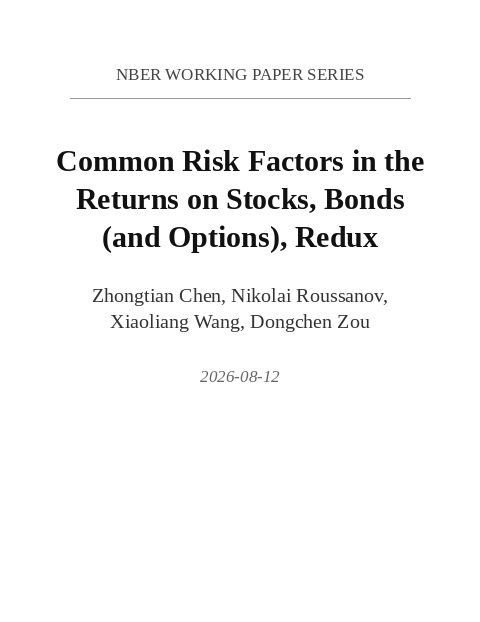 NBER WORKING PAPER SERIES
Common Risk Factors in the
Returns on Stocks, Bonds
(and Options), Redux
Zhongtian Chen, Nikolai Roussanov,
Xiaoliang Wang, Dongchen Zou
2026-08-12